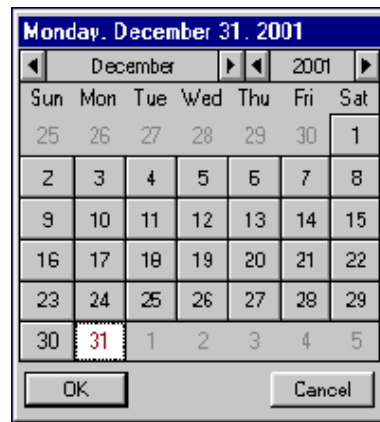 Monday. December 31. 2001
December 2001
Sun Mon Tue Wed Thu Fri Sat
25 26 27 28 29 30 1
2 3 4 5 6 7 8
9 10 11 12 13 14 15
16 17 18 19 20 21 22
23 24 25 26 27 28 29
30 31 1 2 3 4 5
OK Cancel